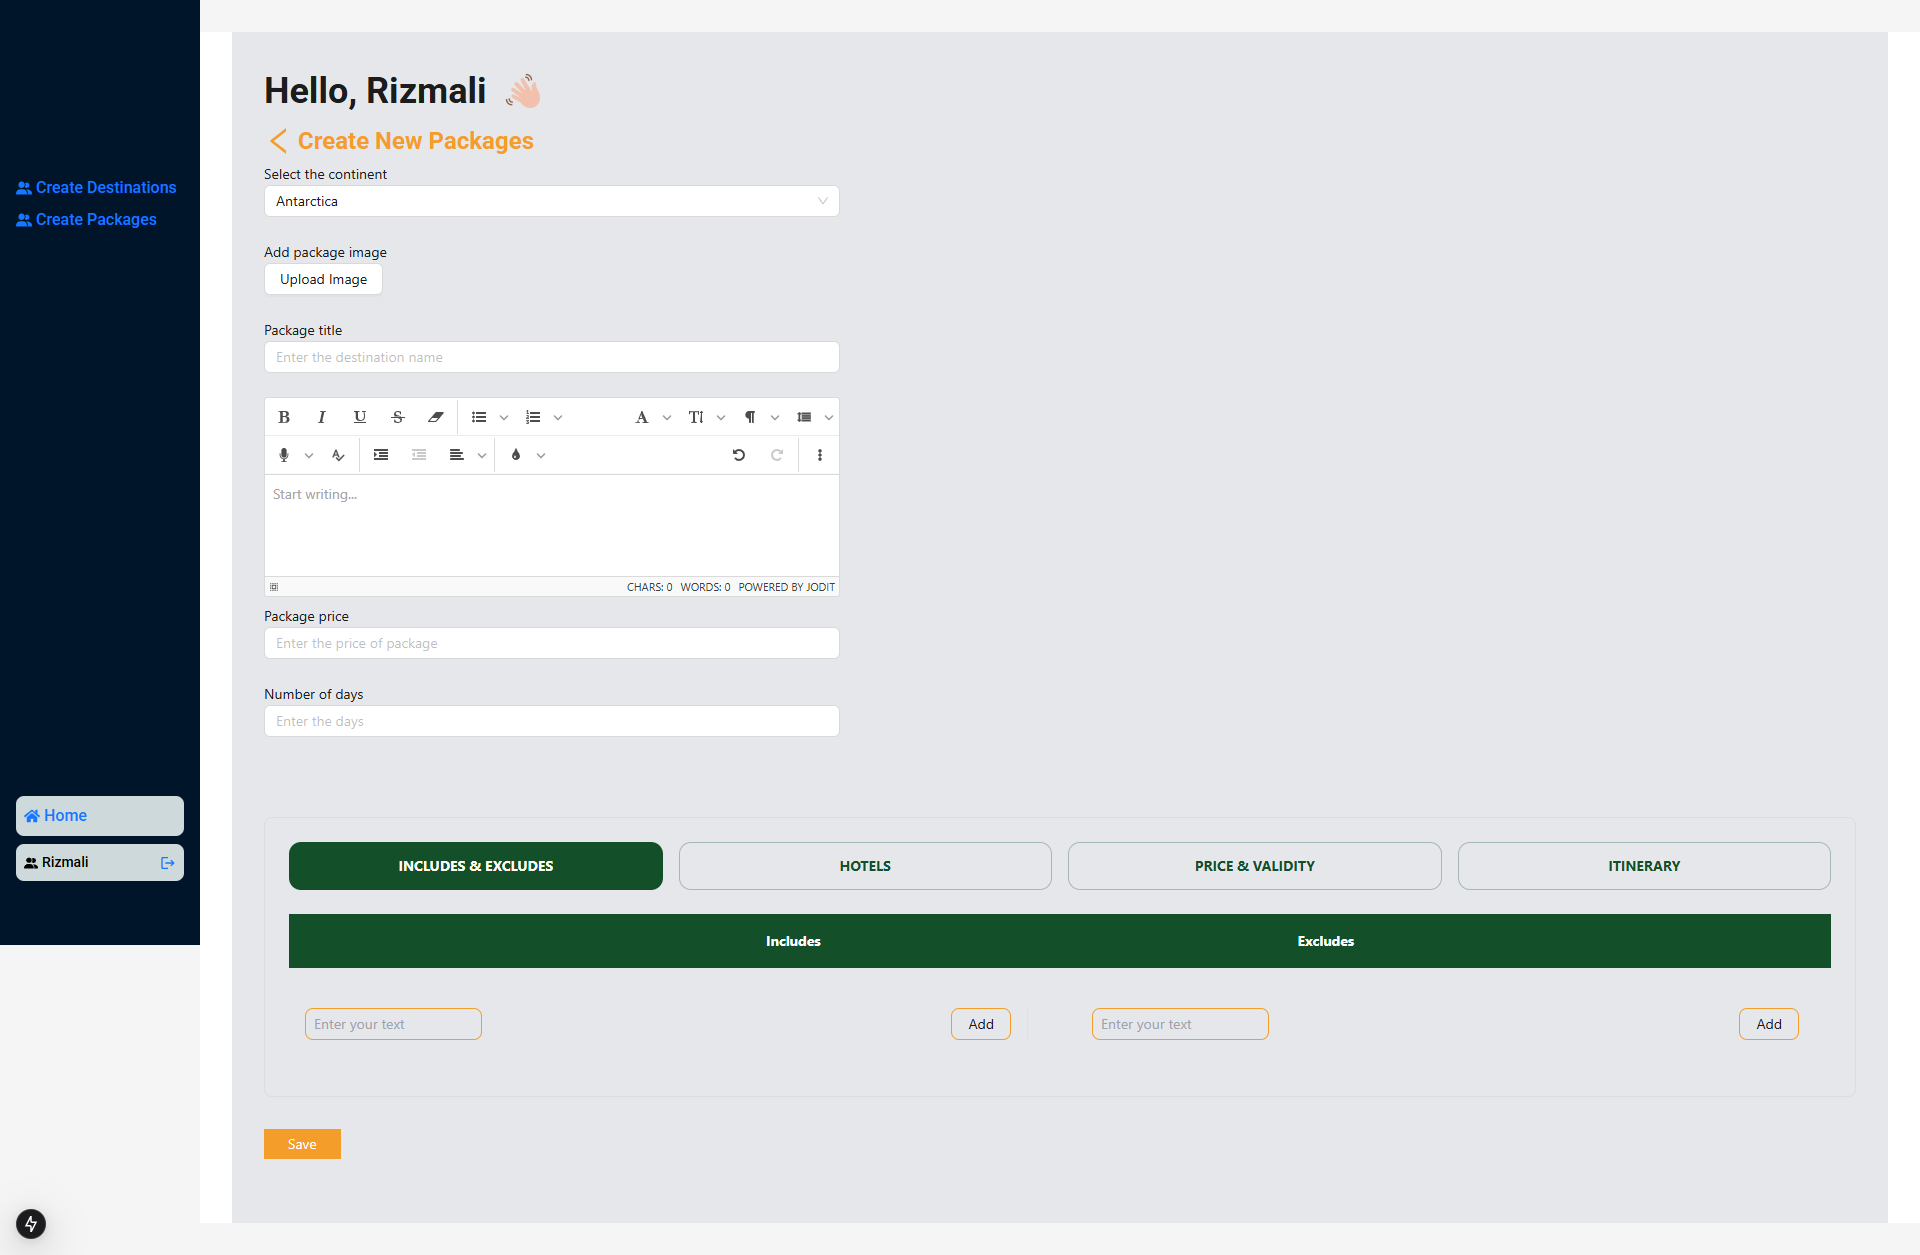 Create Destinations
Create Packages
Home
Rizmali
Hello, Rizmali 👋🏻
Create New Packages
Select the continent
Antarctica
Add package image
Upload Image
Package title
Enter the destination name
Start writing...
CHARS: 0 WORDS: 0 POWERED BY JODIT
Package price
Enter the price of package
Number of days
Enter the days
INCLUDES & EXCLUDES HOTELS PRICE & VALIDITY ITINERARY
Includes Excludes
Enter your text Add Enter your text Add
Save